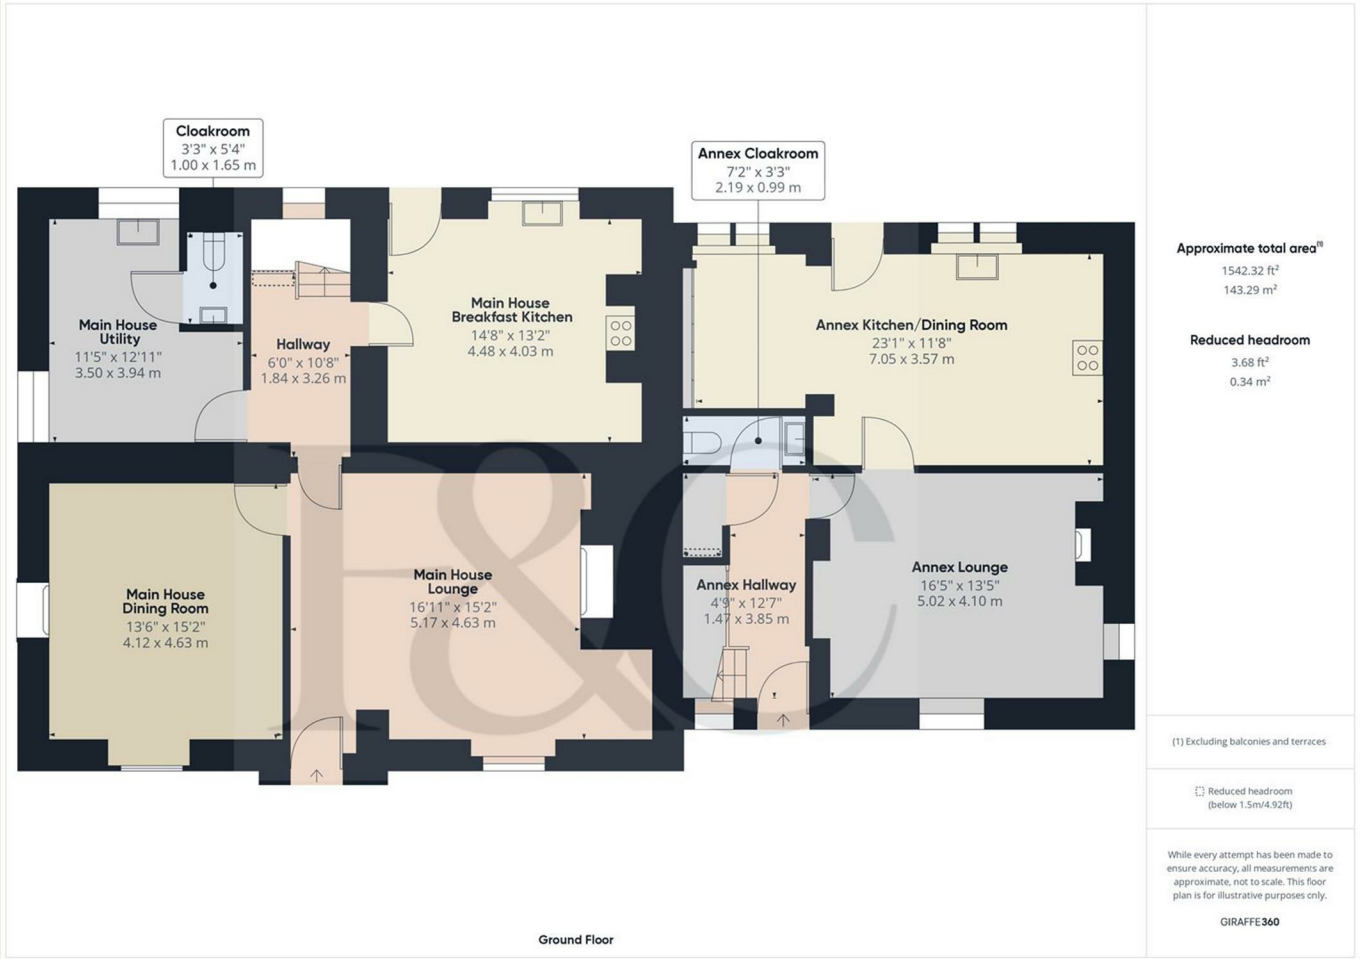 Cloakroom
3'3" x 5'4"
1.00 x 1.65 m
Annex Cloakroom
7'2" x 3'3"
2.19 x 0.99 m
Main House
Utility
11'5" x 12'11"
3.50 x 3.94 m
Hallway
6'0" x 10'8"
1.84 x 3.26 m
Main House
Breakfast Kitchen
14'8" x 13'2"
4.48 x 4.03 m
Annex Kitchen/Dining Room
23'1" x 11'8"
7.05 x 3.57 m
Main House
Dining Room
13'6" x 15'2"
4.12 x 4.63 m
Main House
Lounge
16'11" x 15'2"
5.17 x 4.63 m
Annex Hallway
4'9" x 12'7"
1.47 x 3.85 m
Annex Lounge
16'5" x 13'5"
5.02 x 4.10 m
F&C
Ground Floor
Approximate total area(1)
1542.32 ft²
143.29 m²
Reduced headroom
3.68 ft²
0.34 m²
(1) Excluding balconies and terraces
Reduced headroom
(below 1.5m/4.92ft)
While every attempt has been made to
ensure accuracy, all measurements are
approximate, not to scale. This floor
plan is for illustrative purposes only.
GIRAFFE360